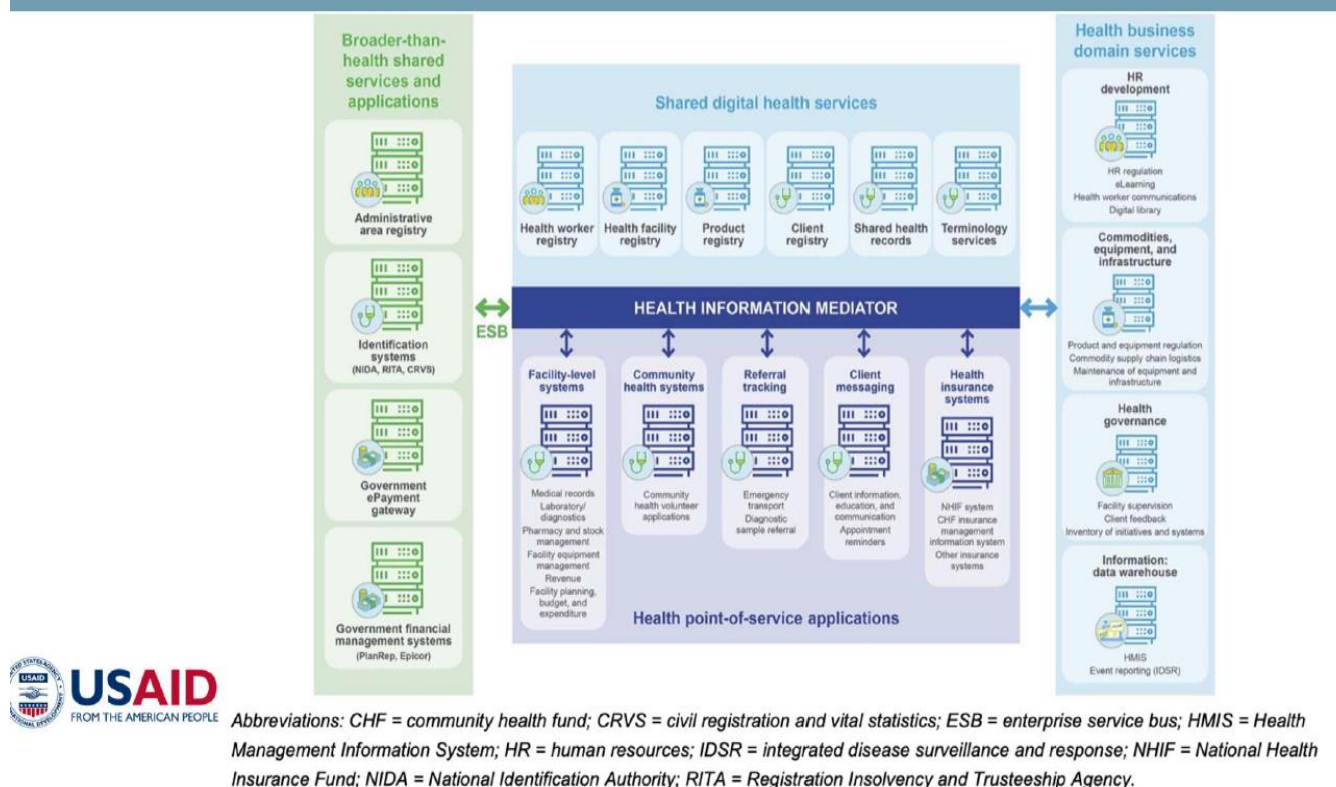 Broader-than-
health shared
services and
applications
Administrative
area registry
Identification
systems
(NIDA, RITA, CRVS)
Government
ePayment
gateway
Government financial
management systems
(PlanRep, Epicor)
ESB
Shared digital health services
Health worker
registry
Health facility
registry
Product
registry
Client
registry
Shared health
records
Terminology
services
HEALTH INFORMATION MEDIATOR
Facility-level
systems
Medical records
Laboratory/
diagnostics
Pharmacy and stock
management
Facility equipment
management
Revenue
Facility planning,
budget, and
expenditure
Community
health systems
Community
health volunteer
applications
Referral
tracking
Emergency
transport
Diagnostic
sample referral
Client
messaging
Client information,
education, and
communication
Appointment
reminders
Health
insurance
systems
NHIF system
CHF insurance
management
information system
Other insurance
systems
Health point-of-service applications
Health business
domain services
HR
development
HR regulation
eLearning
Health worker communications
Digital library
Commodities,
equipment, and
infrastructure
Product and equipment regulation
Commodity supply chain logistics
Maintenance of equipment and
infrastructure
Health
governance
Facility supervision
Client feedback
Inventory of initiatives and systems
Information:
data warehouse
HMIS
Event reporting (IDSR)
USAID
USAID
FROM THE AMERICAN PEOPLE
Abbreviations: CHF = community health fund; CRVS = civil registration and vital statistics; ESB = enterprise service bus; HMIS = Health
Management Information System; HR = human resources; IDSR = integrated disease surveillance and response; NHIF = National Health
Insurance Fund; NIDA = National Identification Authority; RITA = Registration Insolvency and Trusteeship Agency.